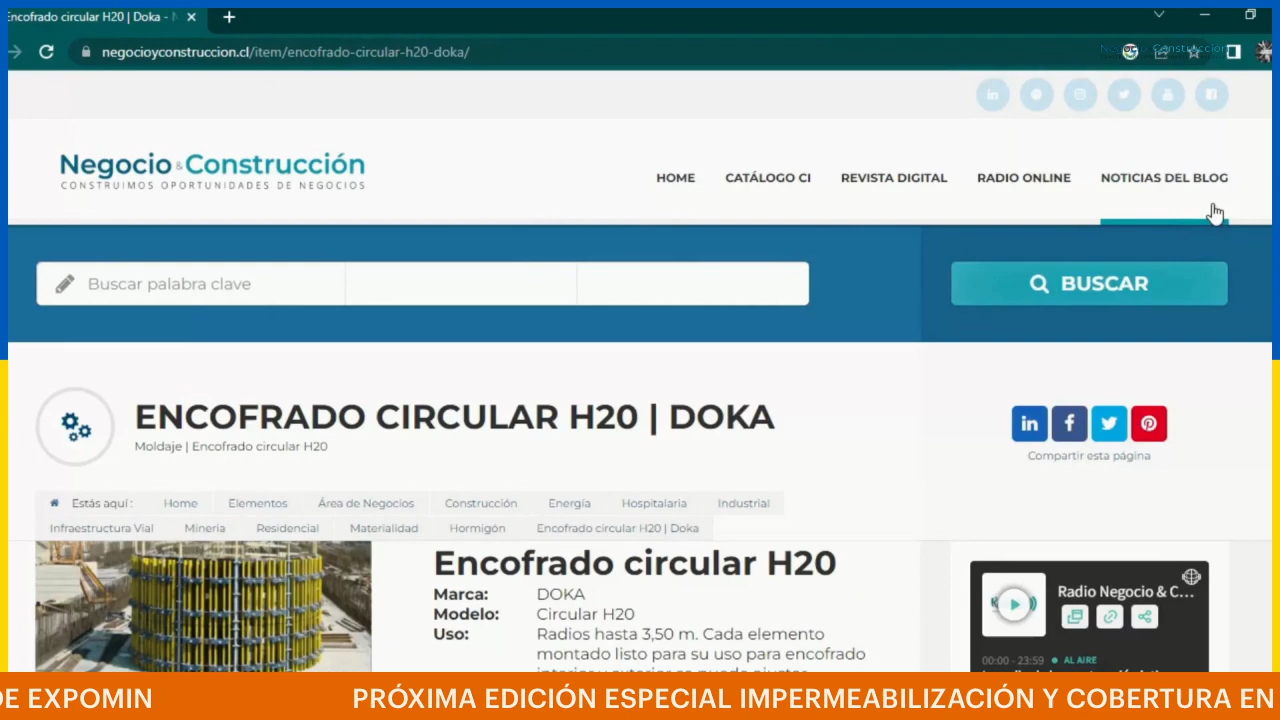 Encofrado circular H20 | Doka -
negocioyconstruccion.cl/item/encofrado-circular-h20-doka/
Negocio & Construcción
CONSTRUIMOS OPORTUNIDADES DE NEGOCIOS
HOME CATÁLOGO CI REVISTA DIGITAL RADIO ONLINE NOTICIAS DEL BLOG
Buscar palabra clave
BUSCAR
ENCOFRADO CIRCULAR H20 | DOKA
Moldaje | Encofrado circular H20
Compartir esta página
Estás aquí: Home Elementos Área de Negocios Construcción Energía Hospitalaria Industrial
Infraestructura Vial Mineria Residencial Materialidad Hormigón Encofrado circular H20 | Doka
Encofrado circular H20
Marca: DOKA
Modelo: Circular H20
Uso: Radios hasta 3,50 m. Cada elemento
montado listo para su uso para encofrado
Radio Negocio & C...
00:00 - 23:59 AL AIRE
DE EXPOMIN PRÓXIMA EDICIÓN ESPECIAL IMPERMEABILIZACIÓN Y COBERTURA EN